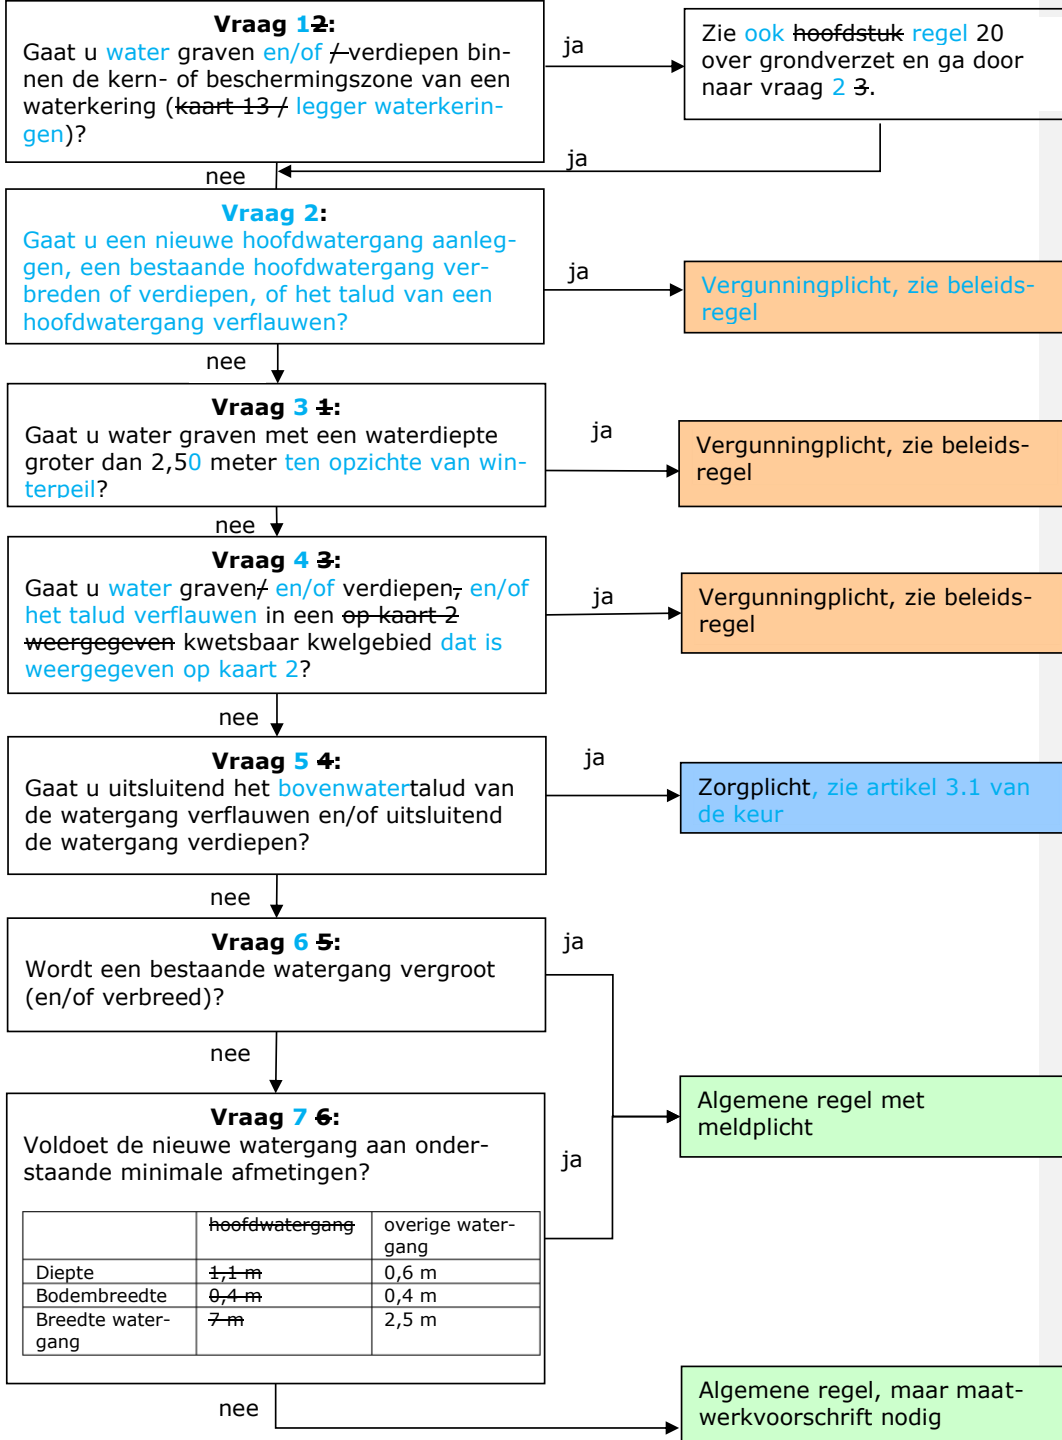 Vraag 12:
Gaat u water graven en/of / verdiepen bin-
nen de kern- of beschermingszone van een
waterkering (kaart 13 / legger waterkerin-
gen)?
ja
Zie ook hoofdstuk regel 20
over grondverzet en ga door
naar vraag 2 3.
ja
nee
Vraag 2:
Gaat u een nieuwe hoofdwatergang aanleg-
gen, een bestaande hoofdwatergang ver-
breden of verdiepen, of het talud van een
hoofdwatergang verflauwen?
ja
Vergunningplicht, zie beleids-
regel
nee
Vraag 3 1:
Gaat u water graven met een waterdiepte
groter dan 2,50 meter ten opzichte van win-
terpeil?
ja
Vergunningplicht, zie beleids-
regel
nee
Vraag 4 3:
Gaat u water graven/ en/of verdiepen, en/of
het talud verflauwen in een op kaart 2
weergegeven kwetsbaar kwelgebied dat is
weergegeven op kaart 2?
ja
Vergunningplicht, zie beleids-
regel
nee
Vraag 5 4:
Gaat u uitsluitend het bovenwatertalud van
de watergang verflauwen en/of uitsluitend
de watergang verdiepen?
ja
Zorgplicht, zie artikel 3.1 van
de keur
nee
Vraag 6 5:
Wordt een bestaande watergang vergroot
(en/of verbreed)?
ja
nee
Vraag 7 6:
Voldoet de nieuwe watergang aan onder-
staande minimale afmetingen?
hoofdwatergang overige water-
gang
Diepte 1,1 m 0,6 m
Bodembreedte 0,4 m 0,4 m
Breedte water- 7 m 2,5 m
gang
ja
Algemene regel met
meldplicht
nee
Algemene regel, maar maat-
werkvoorschrift nodig